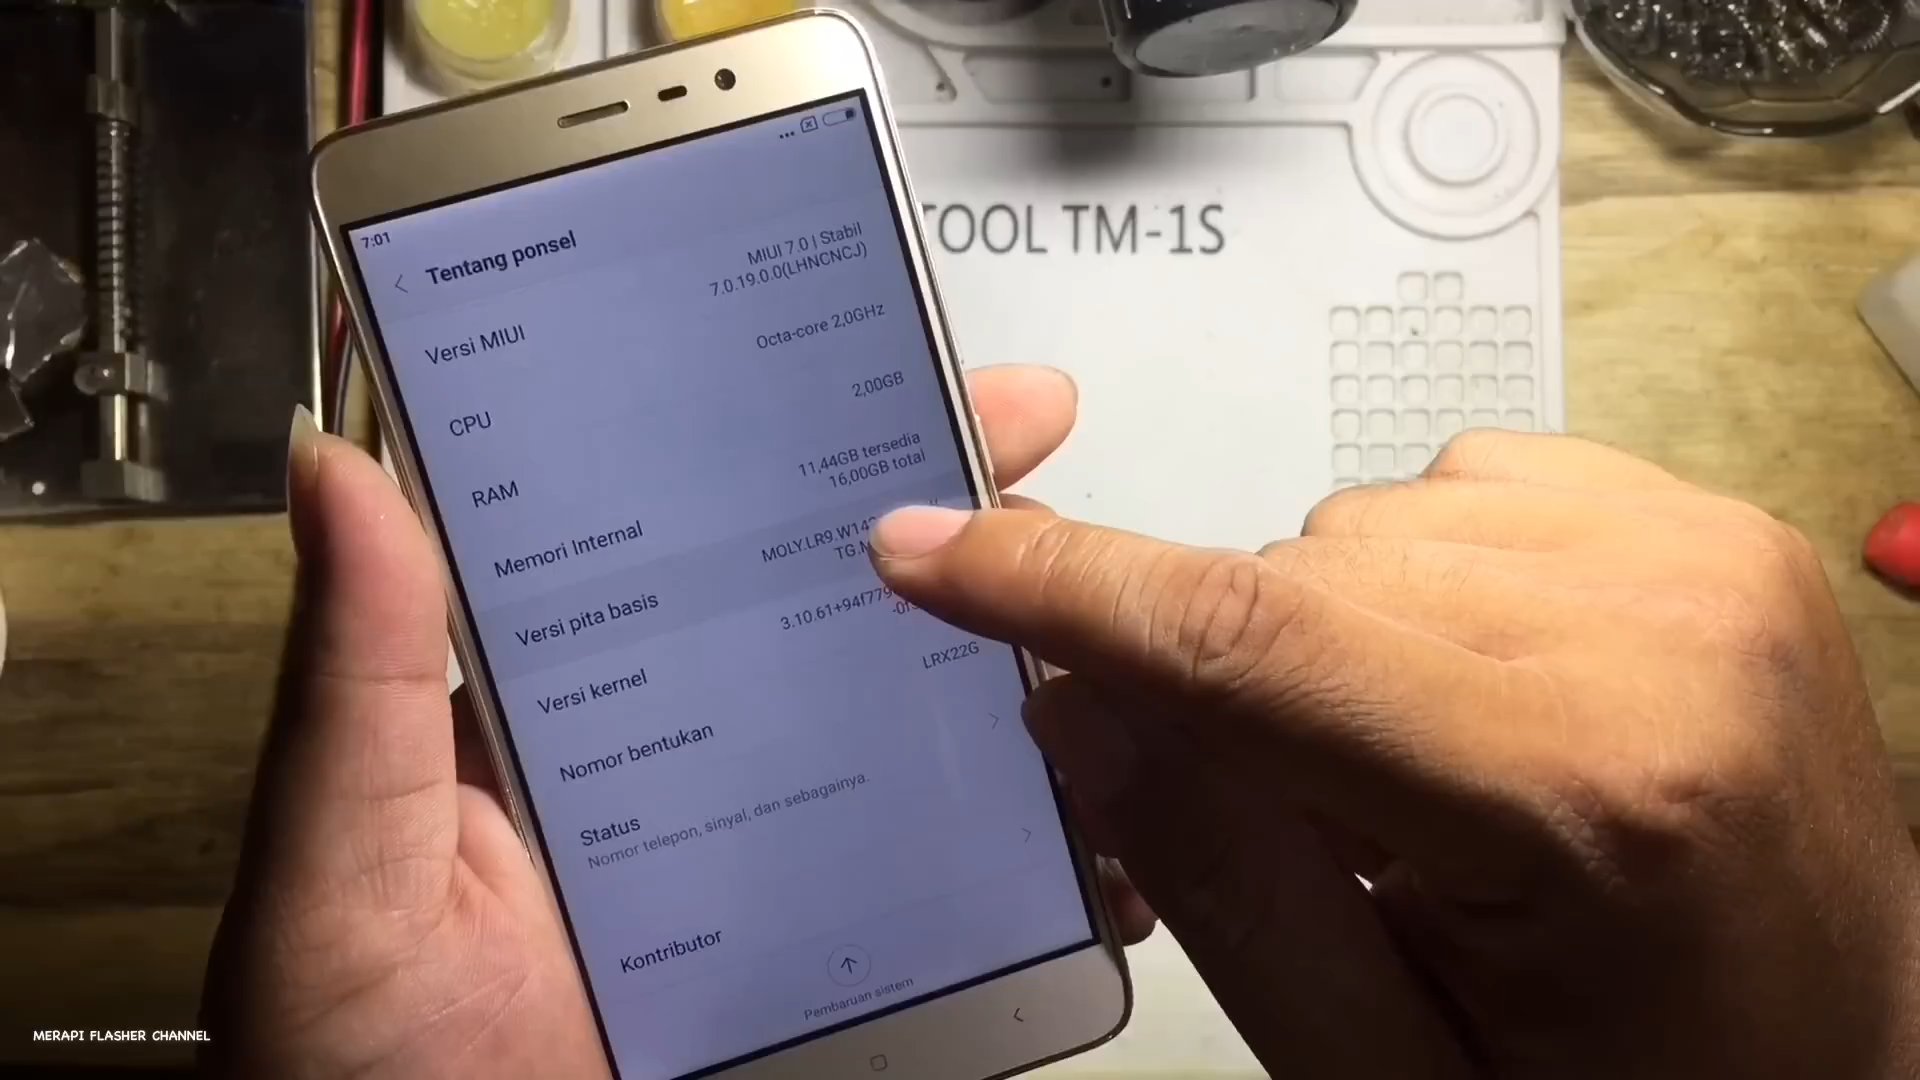 TOOL TM-1S
7:01
Tentang ponsel
Versi MIUI
MIUI 7.0 | Stabil
7.0.19.0.0(LHNCNCJ)
CPU
Octa-core 2,0GHz
RAM
2,00GB
Memori Internal
11,44GB tersedia
16,00GB total
Versi pita basis
Versi kernel
Nomor bentukan
LRX22G
Status
Nomor telepon, sinyal, dan sebagainya.
Kontributor
Pembaruan sistem
MERAPI FLASHER CHANNEL